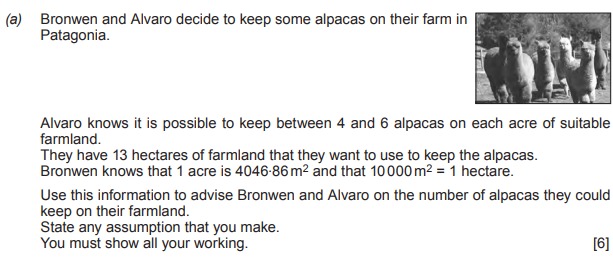 (a) Bronwen and Alvaro decide to keep some alpacas on their farm in
Patagonia.
Alvaro knows it is possible to keep between 4 and 6 alpacas on each acre of suitable
farmland.
They have 13 hectares of farmland that they want to use to keep the alpacas.
Bronwen knows that 1 acre is 4046·86 m² and that 10 000 m² = 1 hectare.
Use this information to advise Bronwen and Alvaro on the number of alpacas they could
keep on their farmland.
State any assumption that you make.
You must show all your working. [6]